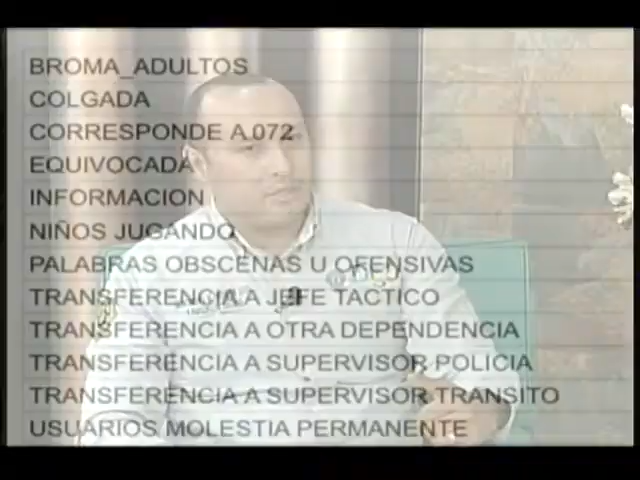 BROMA_ADULTOS
COLGADA
CORRESPONDE A 072
EQUIVOCADA
INFORMACION
NIÑOS JUGANDO
PALABRAS OBSCENAS U OFENSIVAS
TRANSFERENCIA A JEFE TACTICO
TRANSFERENCIA A OTRA DEPENDENCIA
TRANSFERENCIA A SUPERVISOR POLICIA
TRANSFERENCIA A SUPERVISOR TRANSITO
USUARIOS MOLESTIA PERMANENTE